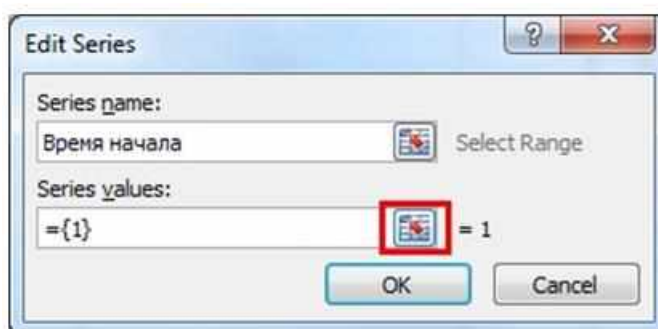 Edit Series
Series name:
Время начала
Select Range
Series values:
={1}
= 1
OK
Cancel